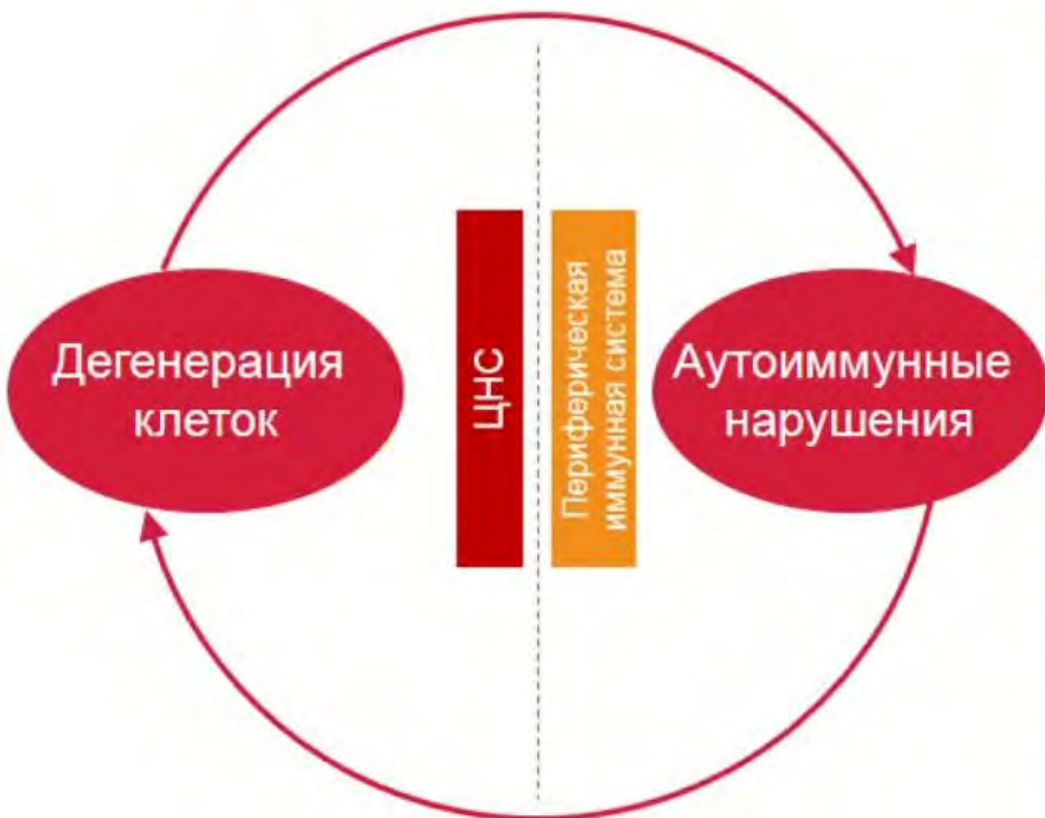 Дегенерация
клеток
ЦНС
Периферическая
иммунная система
Аутоиммунные
нарушения